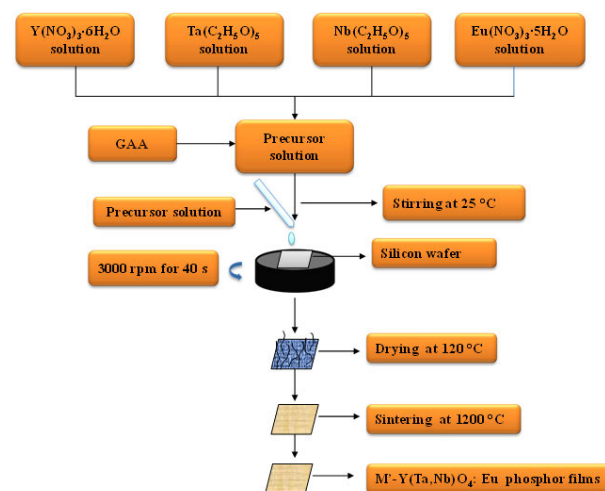 Y(NO3)3·6H2O
solution
Ta(C2H5O)5
solution
Nb(C2H5O)5
solution
Eu(NO3)3·5H2O
solution
GAA
Precursor
solution
Precursor solution
Stirring at 25 °C
3000 rpm for 40 s
Silicon wafer
Drying at 120 °C
Sintering at 1200 °C
M'-Y(Ta,Nb)O4: Eu phosphor films